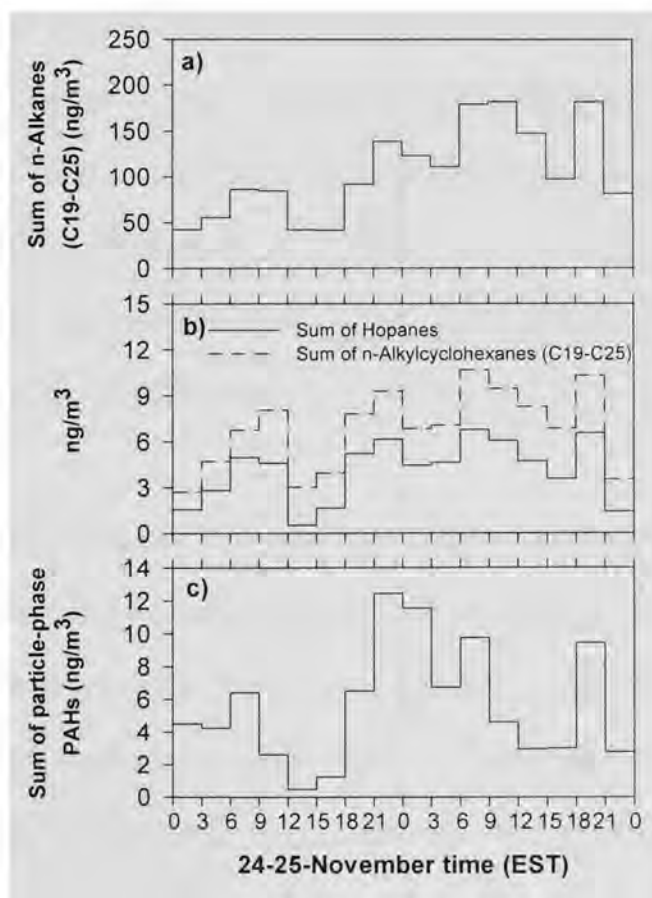 250
a)
200
150
100
50
0
Sum of n-Alkanes
(C19-C25) (ng/m³)
15
b)
Sum of Hopanes
Sum of n-Alkylcyclohexanes (C19-C25)
12
9
6
3
0
ng/m³
14
c)
12
10
8
6
4
2
0
Sum of particle-phase
PAHs (ng/m³)
0 3 6 9 12 15 18 21 0 3 6 9 12 15 18 21 0
24-25-November time (EST)